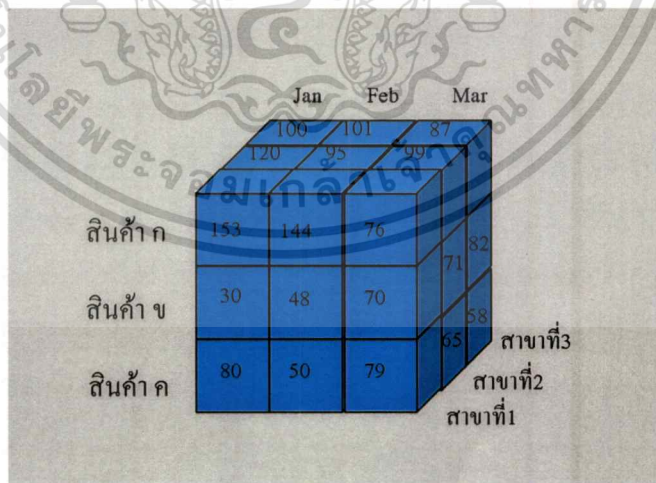 Jan Feb Mar
100 101 87
120 95 99
สินค้า ก 153 144 76
71 82
สินค้า ข 30 48 70
65 58
สินค้า ค 80 50 79
สาขาที่3
สาขาที่2
สาขาที่1